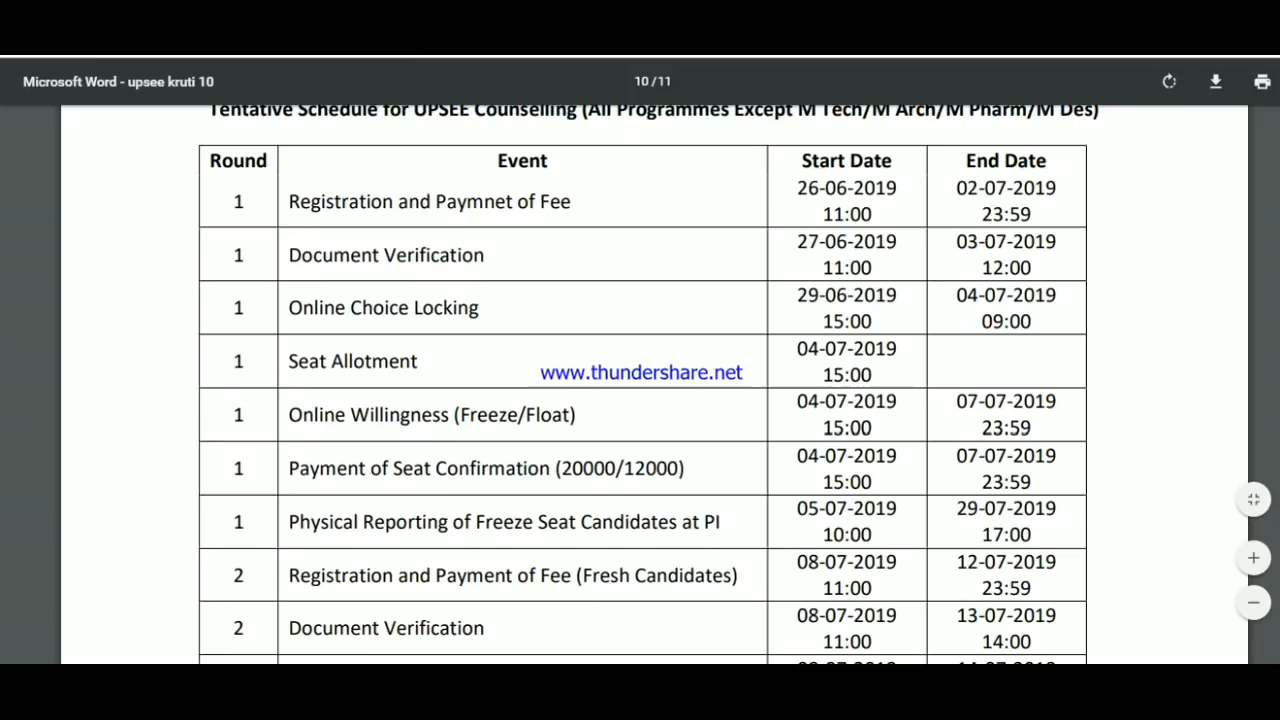 Microsoft Word - upsee kruti 10
10 / 11
Tentative Schedule for UPSEE Counselling (All Programmes Except M Tech/M Arch/M Pharm/M Des)
Round Event Start Date End Date
1 Registration and Paymnet of Fee 26-06-2019 11:00 02-07-2019 23:59
1 Document Verification 27-06-2019 11:00 03-07-2019 12:00
1 Online Choice Locking 29-06-2019 15:00 04-07-2019 09:00
1 Seat Allotment 04-07-2019 15:00
www.thundershare.net
1 Online Willingness (Freeze/Float) 04-07-2019 15:00 07-07-2019 23:59
1 Payment of Seat Confirmation (20000/12000) 04-07-2019 15:00 07-07-2019 23:59
1 Physical Reporting of Freeze Seat Candidates at PI 05-07-2019 10:00 29-07-2019 17:00
2 Registration and Payment of Fee (Fresh Candidates) 08-07-2019 11:00 12-07-2019 23:59
2 Document Verification 08-07-2019 11:00 13-07-2019 14:00